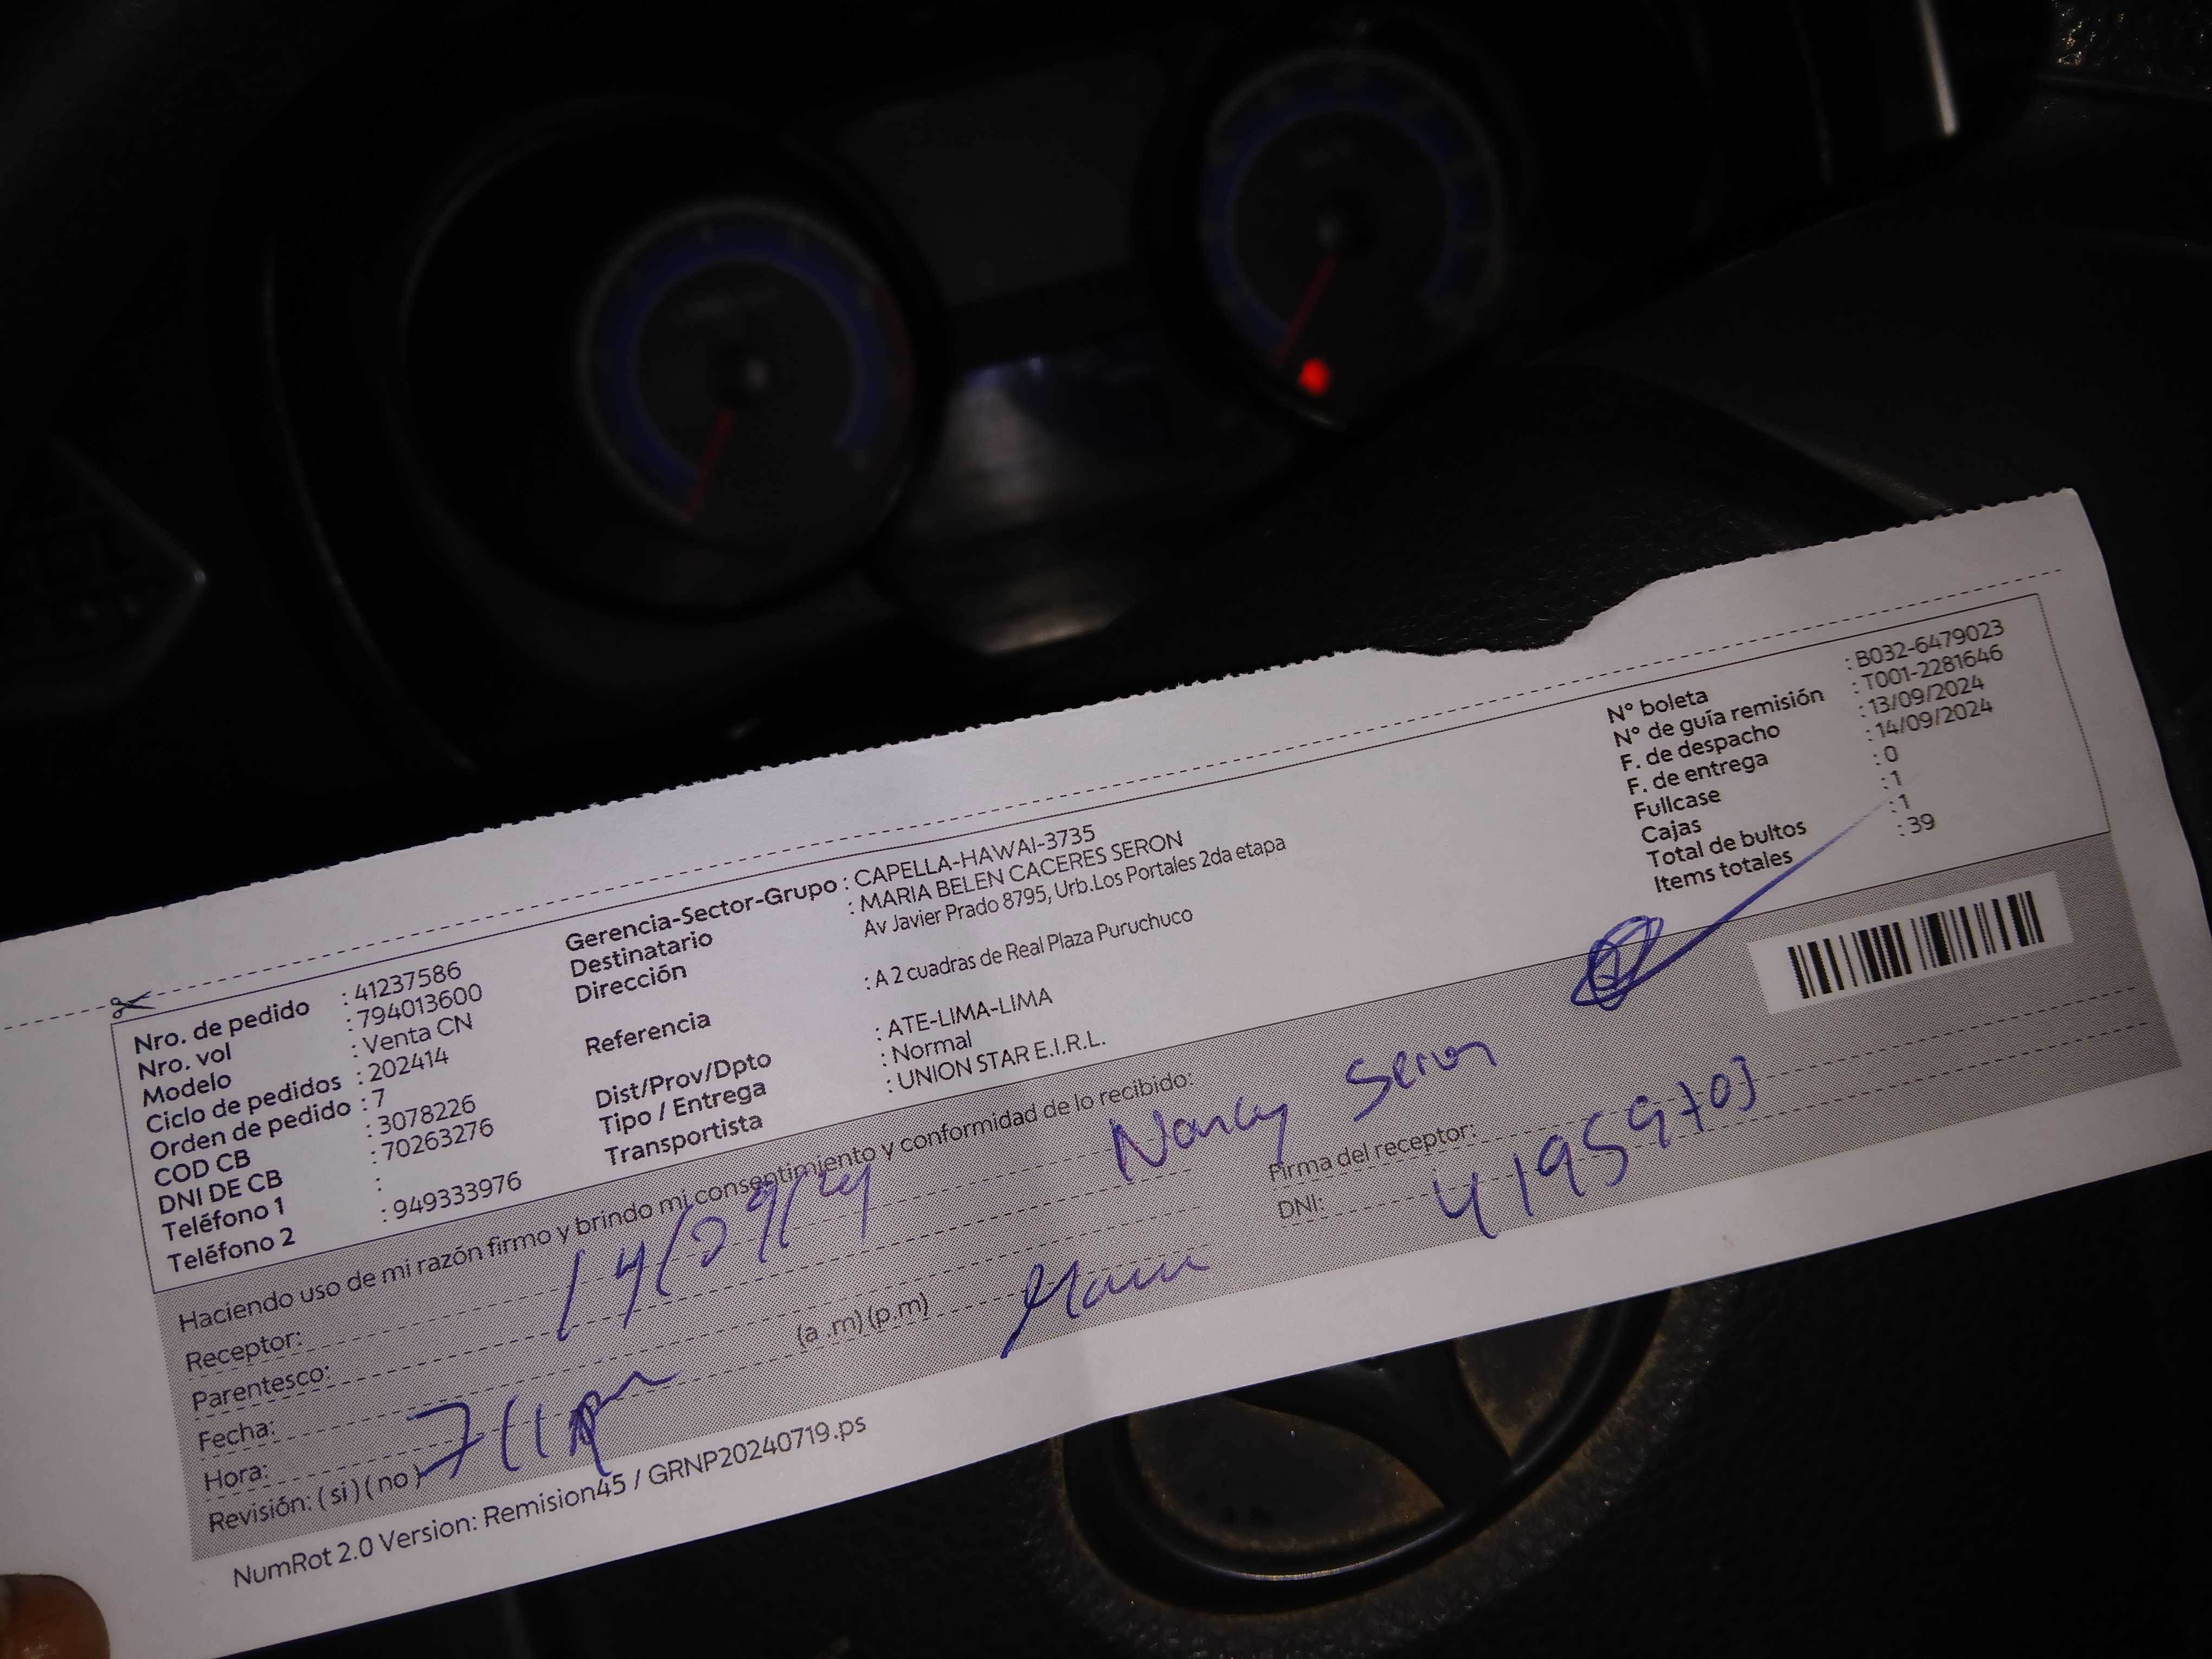 Nro. de pedido : 41237586
Nro. vol : 794013600
Modelo : Venta CN
Ciclo de pedidos : 202414
Orden de pedido : 7
COD CB : 3078226
DNI DE CB : 70263276
Teléfono 1 :
Teléfono 2 : 949333976
Gerencia-Sector-Grupo : CAPELLA-HAWAI-3735
Destinatario : MARIA BELEN CACERES SERON
Dirección Av Javier Prado 8795, Urb.Los Portales 2da etapa
Referencia : A 2 cuadras de Real Plaza Puruchuco
Dist/Prov/Dpto : ATE-LIMA-LIMA
Tipo / Entrega : Normal
Transportista : UNION STAR E.I.R.L.
N° boleta : B032-6479023
N° de guía remisión : T001-2281646
F. de despacho : 13/09/2024
F. de entrega : 14/09/2024
Fullcase : 0
Cajas : 1
Total de bultos : 1
Items totales : 39
Haciendo uso de mi razón firmo y brindo mi consentimiento y conformidad de lo recibido:
Receptor: 14/09/24 Nancy Seron
Parentesco:
Fecha:
Hora: (a .m) (p.m)
Revisión: ( si ) ( no )
Firma del receptor:
DNI: 41959703
NumRot 2.0 Version: Remision45 / GRNP20240719.ps